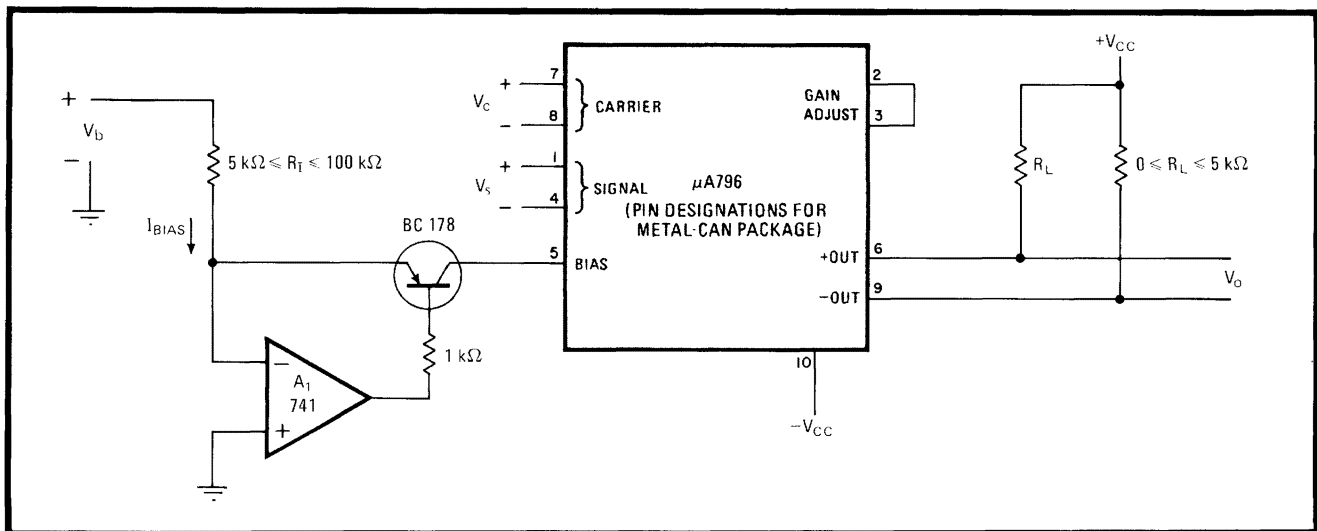 +
V_b
−
5 kΩ ⩽ R_I ⩽ 100 kΩ
I_BIAS
BC 178
1 kΩ
−
A_1
741
+
7
+
V_c
CARRIER
8
−
1
+
V_s
SIGNAL
4
−
5
BIAS
μA796
(PIN DESIGNATIONS FOR
METAL-CAN PACKAGE)
2
GAIN
ADJUST
3
+OUT
6
−OUT
9
10
−V_CC
+V_CC
R_L
0 ⩽ R_L ⩽ 5 kΩ
V_o